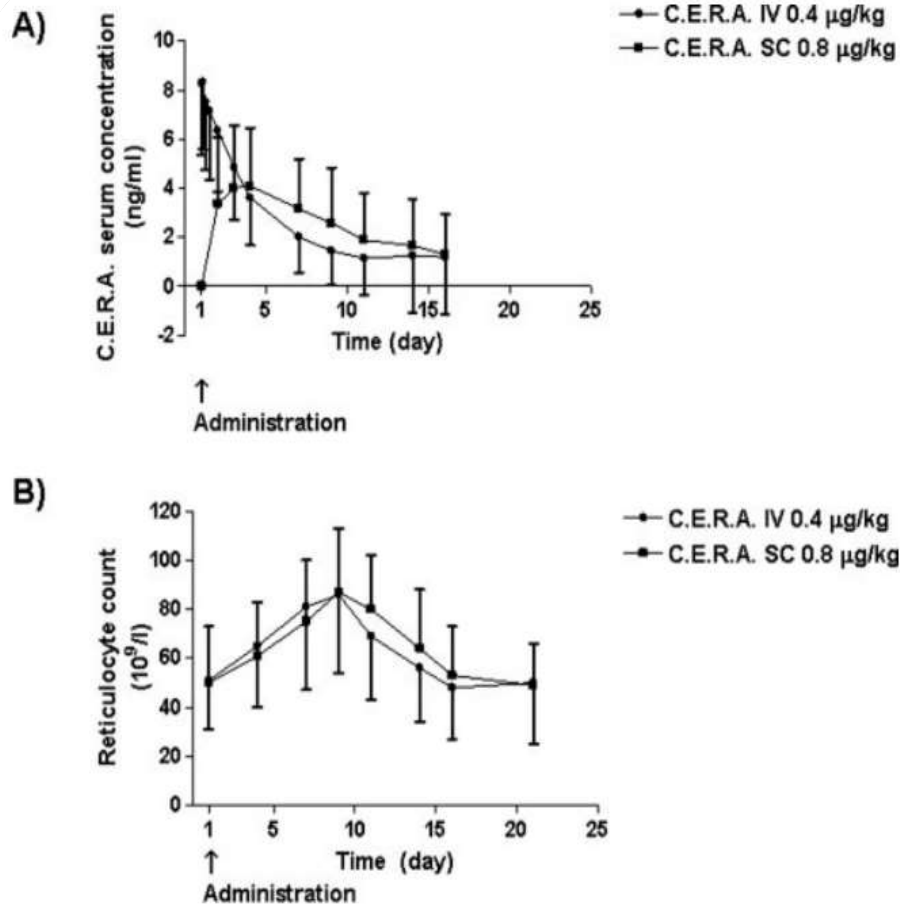 A)
C.E.R.A. IV 0.4 µg/kg
C.E.R.A. SC 0.8 µg/kg
C.E.R.A. serum concentration
(ng/ml)
10
8
6
4
2
0
-2
1 5 10 15 20 25
Time (day)
↑
Administration
B)
C.E.R.A. IV 0.4 µg/kg
C.E.R.A. SC 0.8 µg/kg
Reticulocyte count
(10⁹/l)
120
100
80
60
40
20
0
1 5 10 15 20 25
Time (day)
↑
Administration